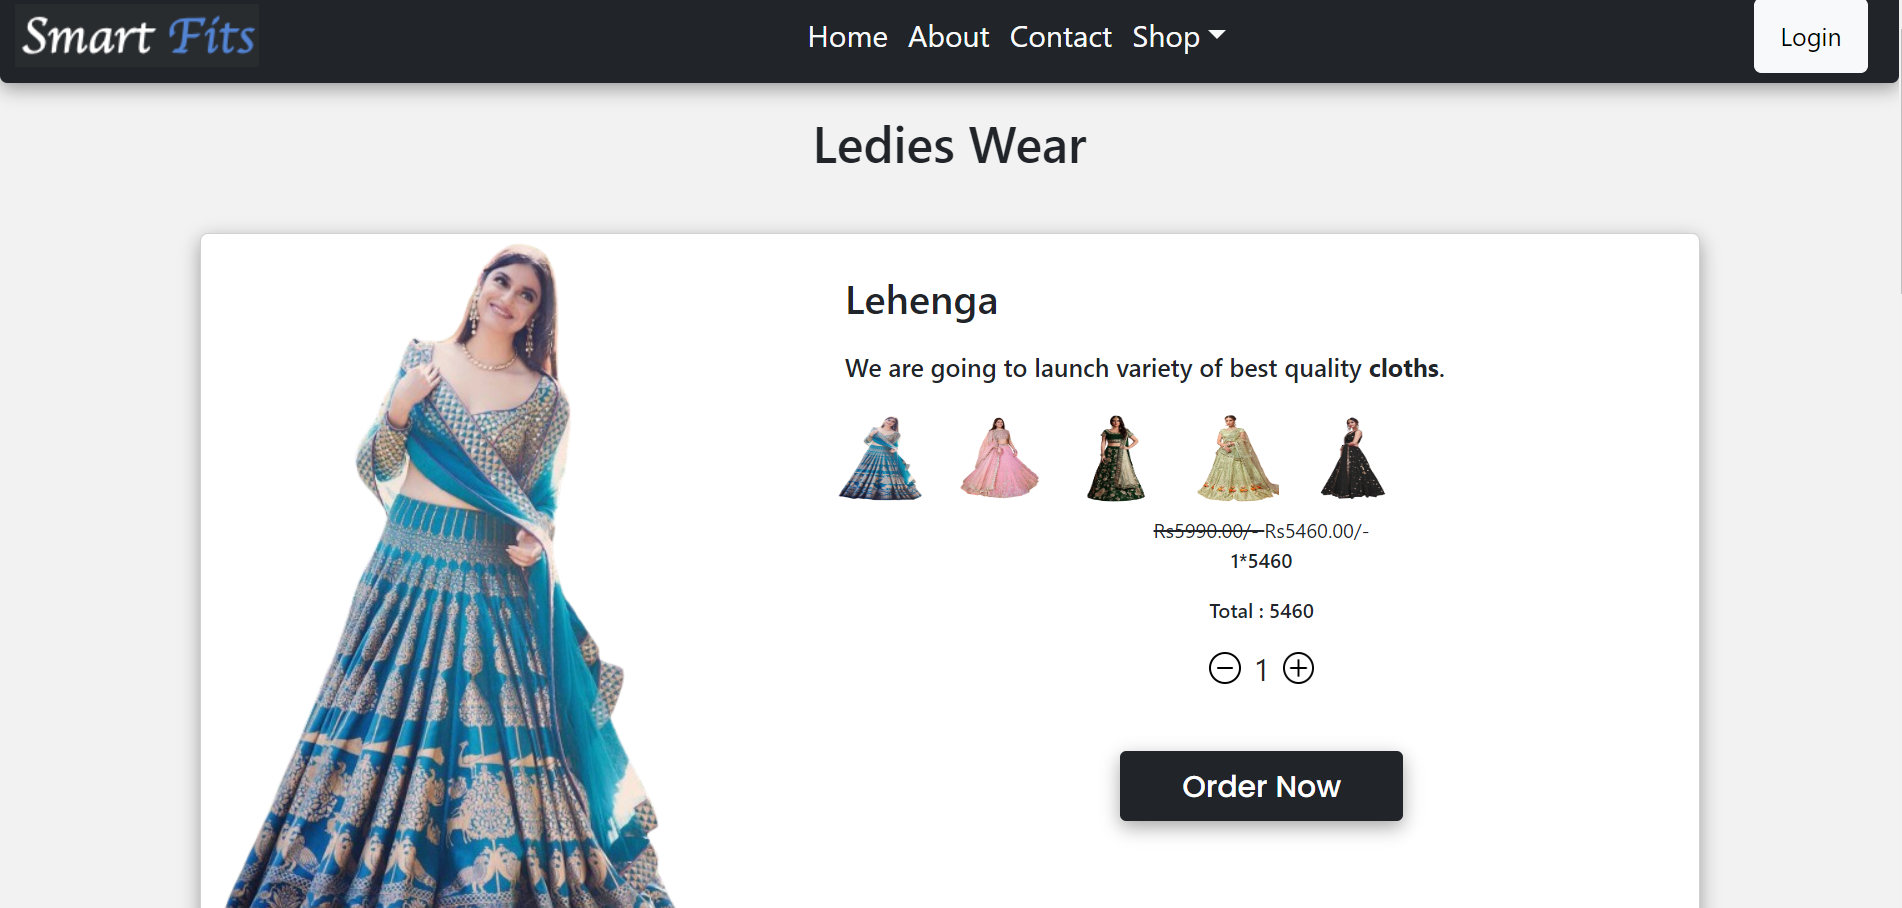 Smart Fits
Home About Contact Shop
Login
Ledies Wear
Lehenga
We are going to launch variety of best quality cloths.
Rs5990.00/- Rs5460.00/-
1*5460
Total : 5460
1
Order Now